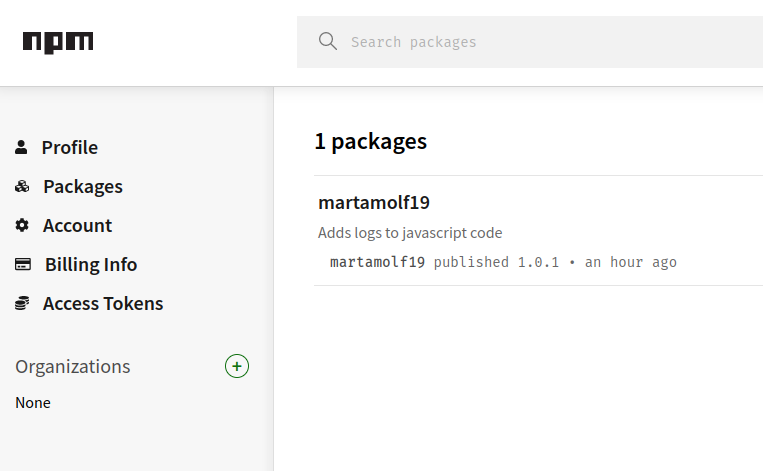 npm
Search packages
Profile
Packages
Account
Billing Info
Access Tokens
Organizations
None
1 packages
martamolf19
Adds logs to javascript code
martamolf19 published 1.0.1 • an hour ago